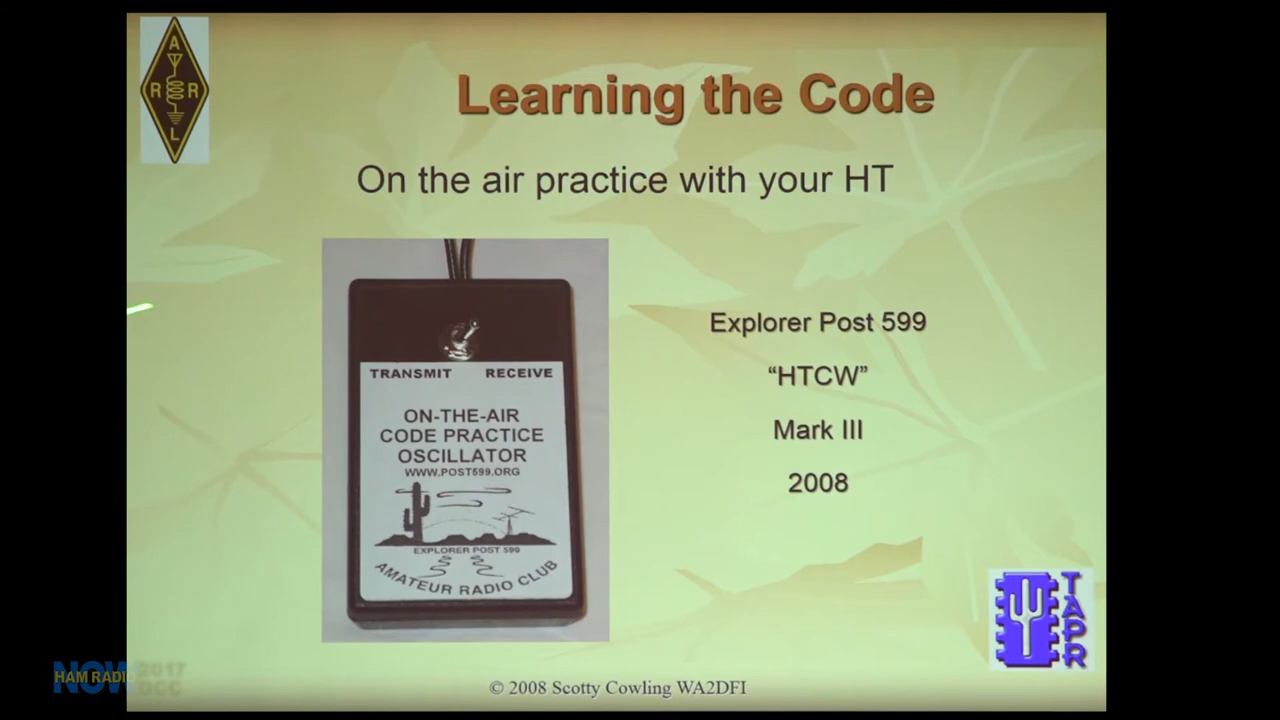 A
R R
L
Learning the Code
On the air practice with your HT
TRANSMIT RECEIVE
ON-THE-AIR
CODE PRACTICE
OSCILLATOR
WWW.POST599.ORG
EXPLORER POST 599
AMATEUR RADIO CLUB
Explorer Post 599
“HTCW”
Mark III
2008
TAPR
© 2008 Scotty Cowling WA2DFI
HAM RADIO
NOW
2017
DCC